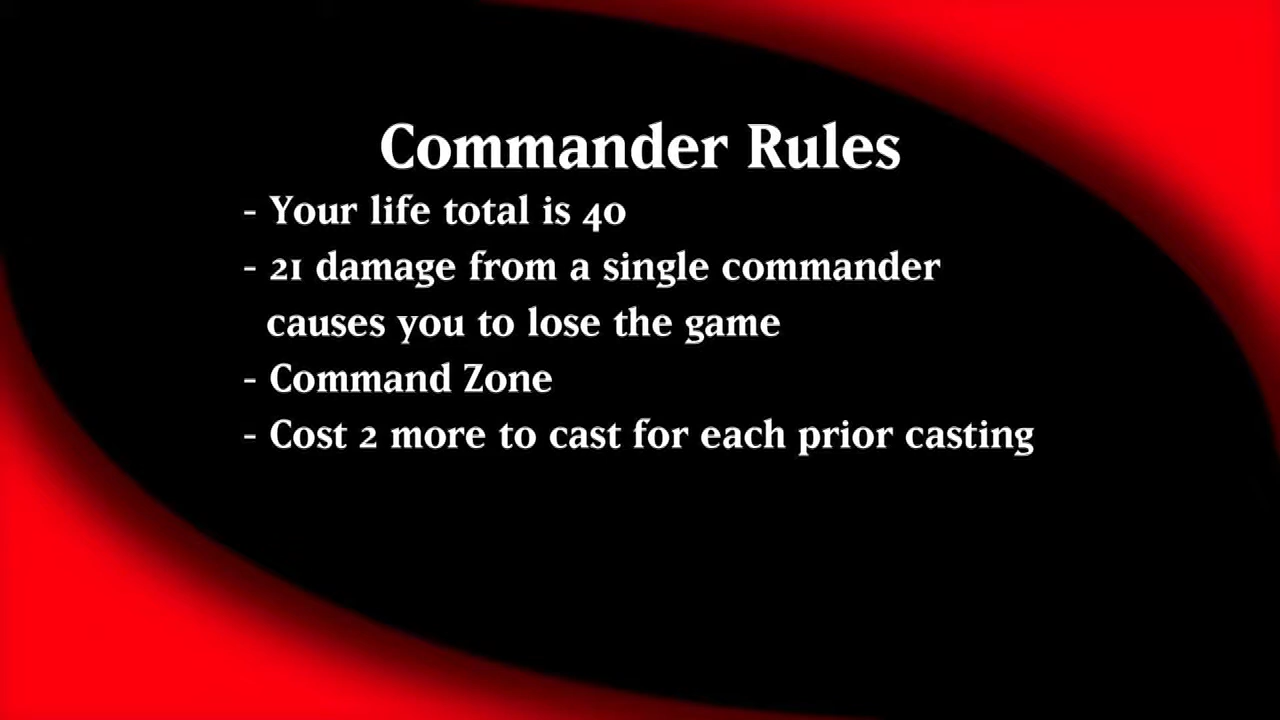 Commander Rules
- Your life total is 40
- 21 damage from a single commander
causes you to lose the game
- Command Zone
- Cost 2 more to cast for each prior casting